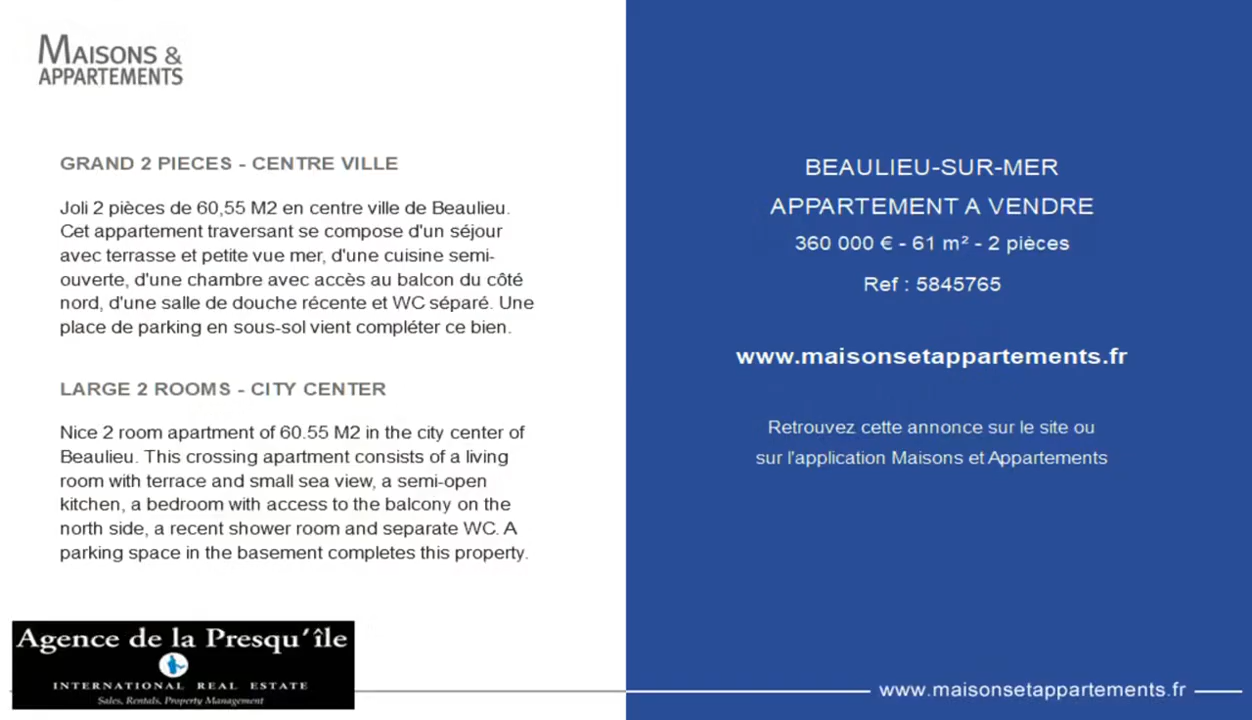 MAISONS &
APPARTEMENTS
GRAND 2 PIECES - CENTRE VILLE
Joli 2 pièces de 60,55 M2 en centre ville de Beaulieu.
Cet appartement traversant se compose d'un séjour
avec terrasse et petite vue mer, d'une cuisine semi-
ouverte, d'une chambre avec accès au balcon du côté
nord, d'une salle de douche récente et WC séparé. Une
place de parking en sous-sol vient compléter ce bien.
LARGE 2 ROOMS - CITY CENTER
Nice 2 room apartment of 60.55 M2 in the city center of
Beaulieu. This crossing apartment consists of a living
room with terrace and small sea view, a semi-open
kitchen, a bedroom with access to the balcony on the
north side, a recent shower room and separate WC. A
parking space in the basement completes this property.
Agence de la Presqu'île
INTERNATIONAL REAL ESTATE
Sales, Rentals, Property Management
BEAULIEU-SUR-MER
APPARTEMENT A VENDRE
360 000 € - 61 m² - 2 pièces
Ref : 5845765
www.maisonsetappartements.fr
Retrouvez cette annonce sur le site ou
sur l'application Maisons et Appartements
www.maisonsetappartements.fr